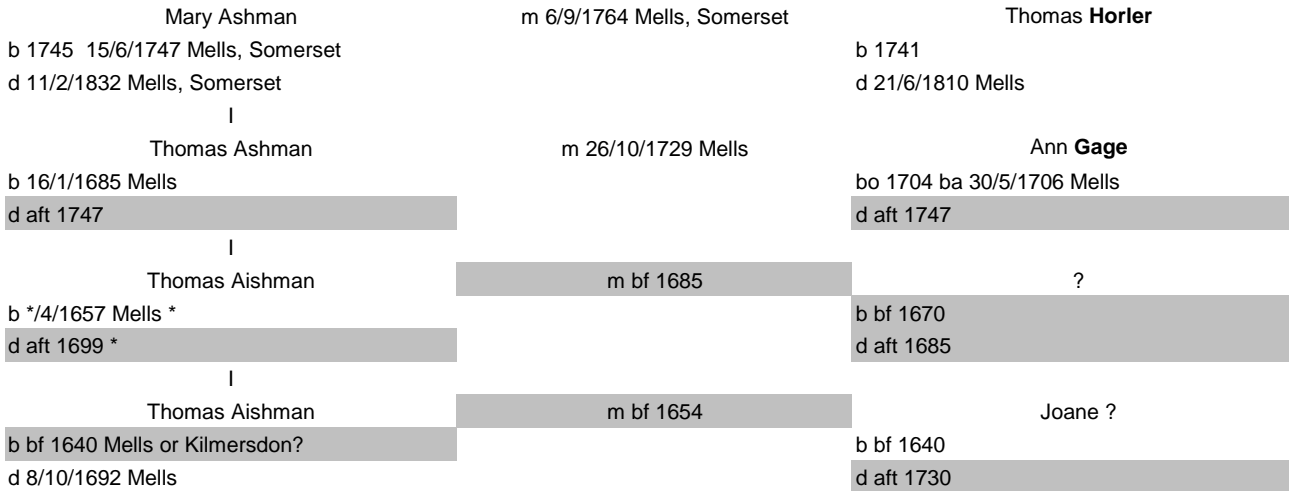 Mary Ashman m 6/9/1764 Mells, Somerset Thomas Horler
b 1745  15/6/1747 Mells, Somerset b 1741
d 11/2/1832 Mells, Somerset d 21/6/1810 Mells
I
Thomas Ashman m 26/10/1729 Mells Ann Gage
b 16/1/1685 Mells bo 1704 ba 30/5/1706 Mells
d aft 1747 d aft 1747
I
Thomas Aishman m bf 1685 ?
b */4/1657 Mells * b bf 1670
d aft 1699 * d aft 1685
I
Thomas Aishman m bf 1654 Joane ?
b bf 1640 Mells or Kilmersdon? b bf 1640
d 8/10/1692 Mells d aft 1730